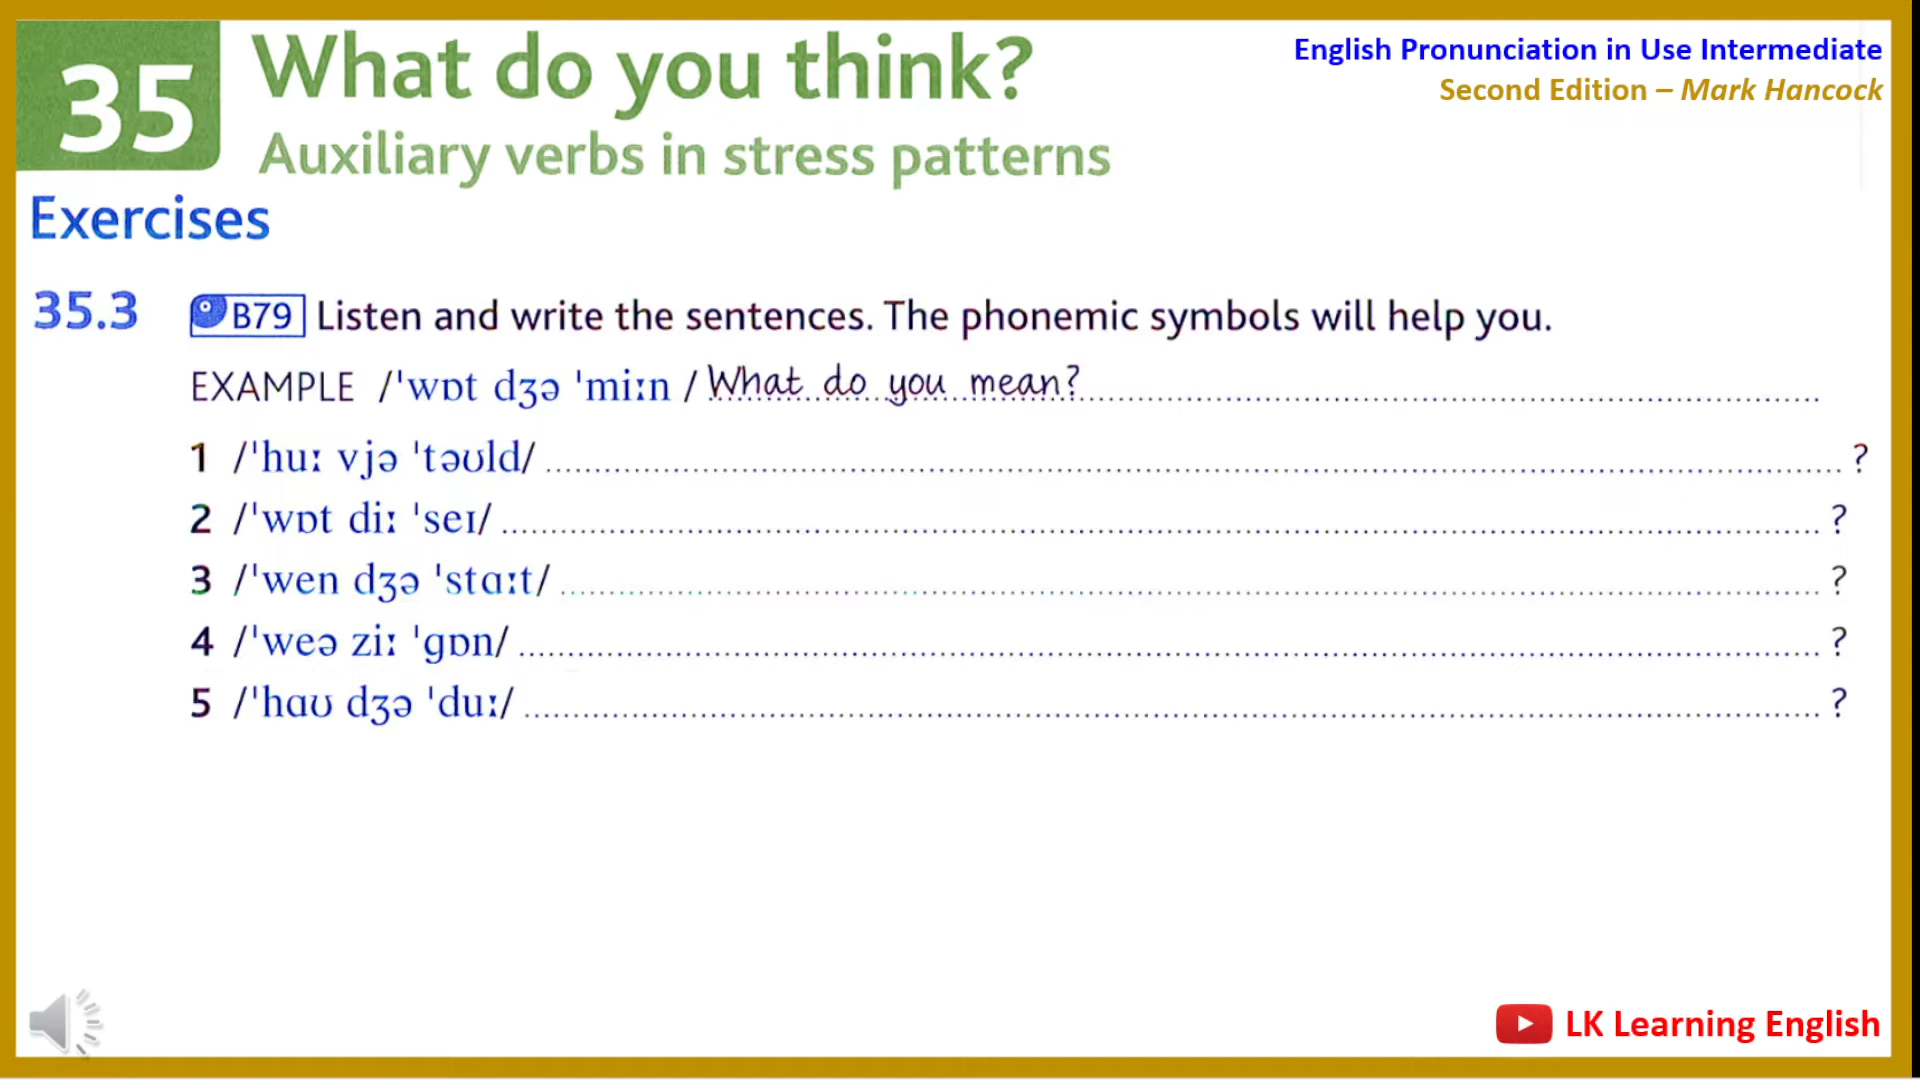 35
What do you think?
Auxiliary verbs in stress patterns
English Pronunciation in Use Intermediate
Second Edition – Mark Hancock
Exercises
35.3 B79 Listen and write the sentences. The phonemic symbols will help you.
EXAMPLE /ˈwɒt dʒə ˈmiːn / What do you mean?
1 /ˈhuː vjə ˈtəʊld/ ?
2 /ˈwɒt diː ˈseɪ/ ?
3 /ˈwen dʒə ˈstɑːt/ ?
4 /ˈweə ziː ˈɡɒn/ ?
5 /ˈhɑʊ dʒə ˈduː/ ?
LK Learning English